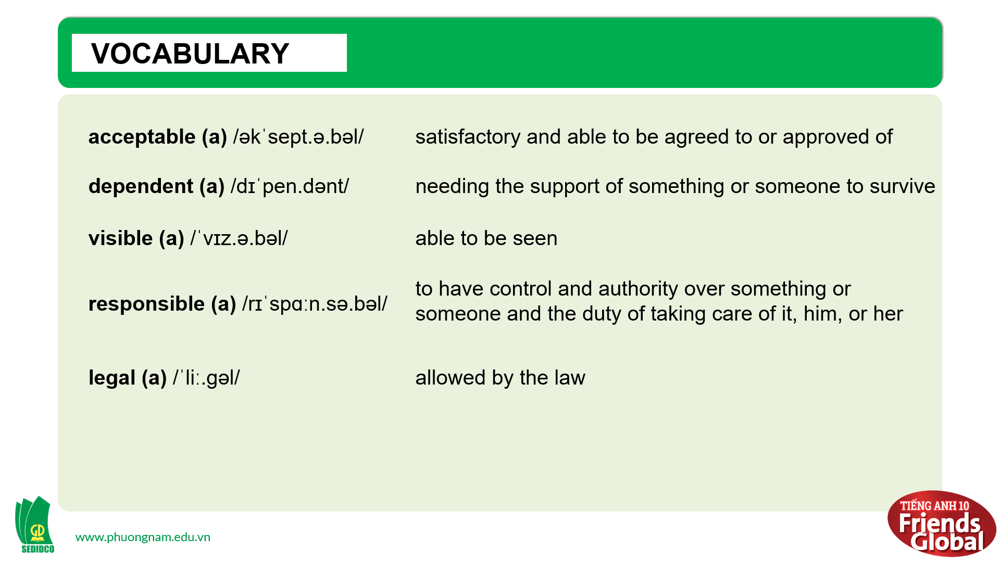 VOCABULARY
acceptable (a) /əkˈsept.ə.bəl/ satisfactory and able to be agreed to or approved of
dependent (a) /dɪˈpen.dənt/ needing the support of something or someone to survive
visible (a) /ˈvɪz.ə.bəl/ able to be seen
responsible (a) /rɪˈspɑːn.sə.bəl/ to have control and authority over something or
someone and the duty of taking care of it, him, or her
legal (a) /ˈliː.gəl/ allowed by the law
GD
SEDIDCO
www.phuongnam.edu.vn
TIẾNG ANH 10
Friends
Global